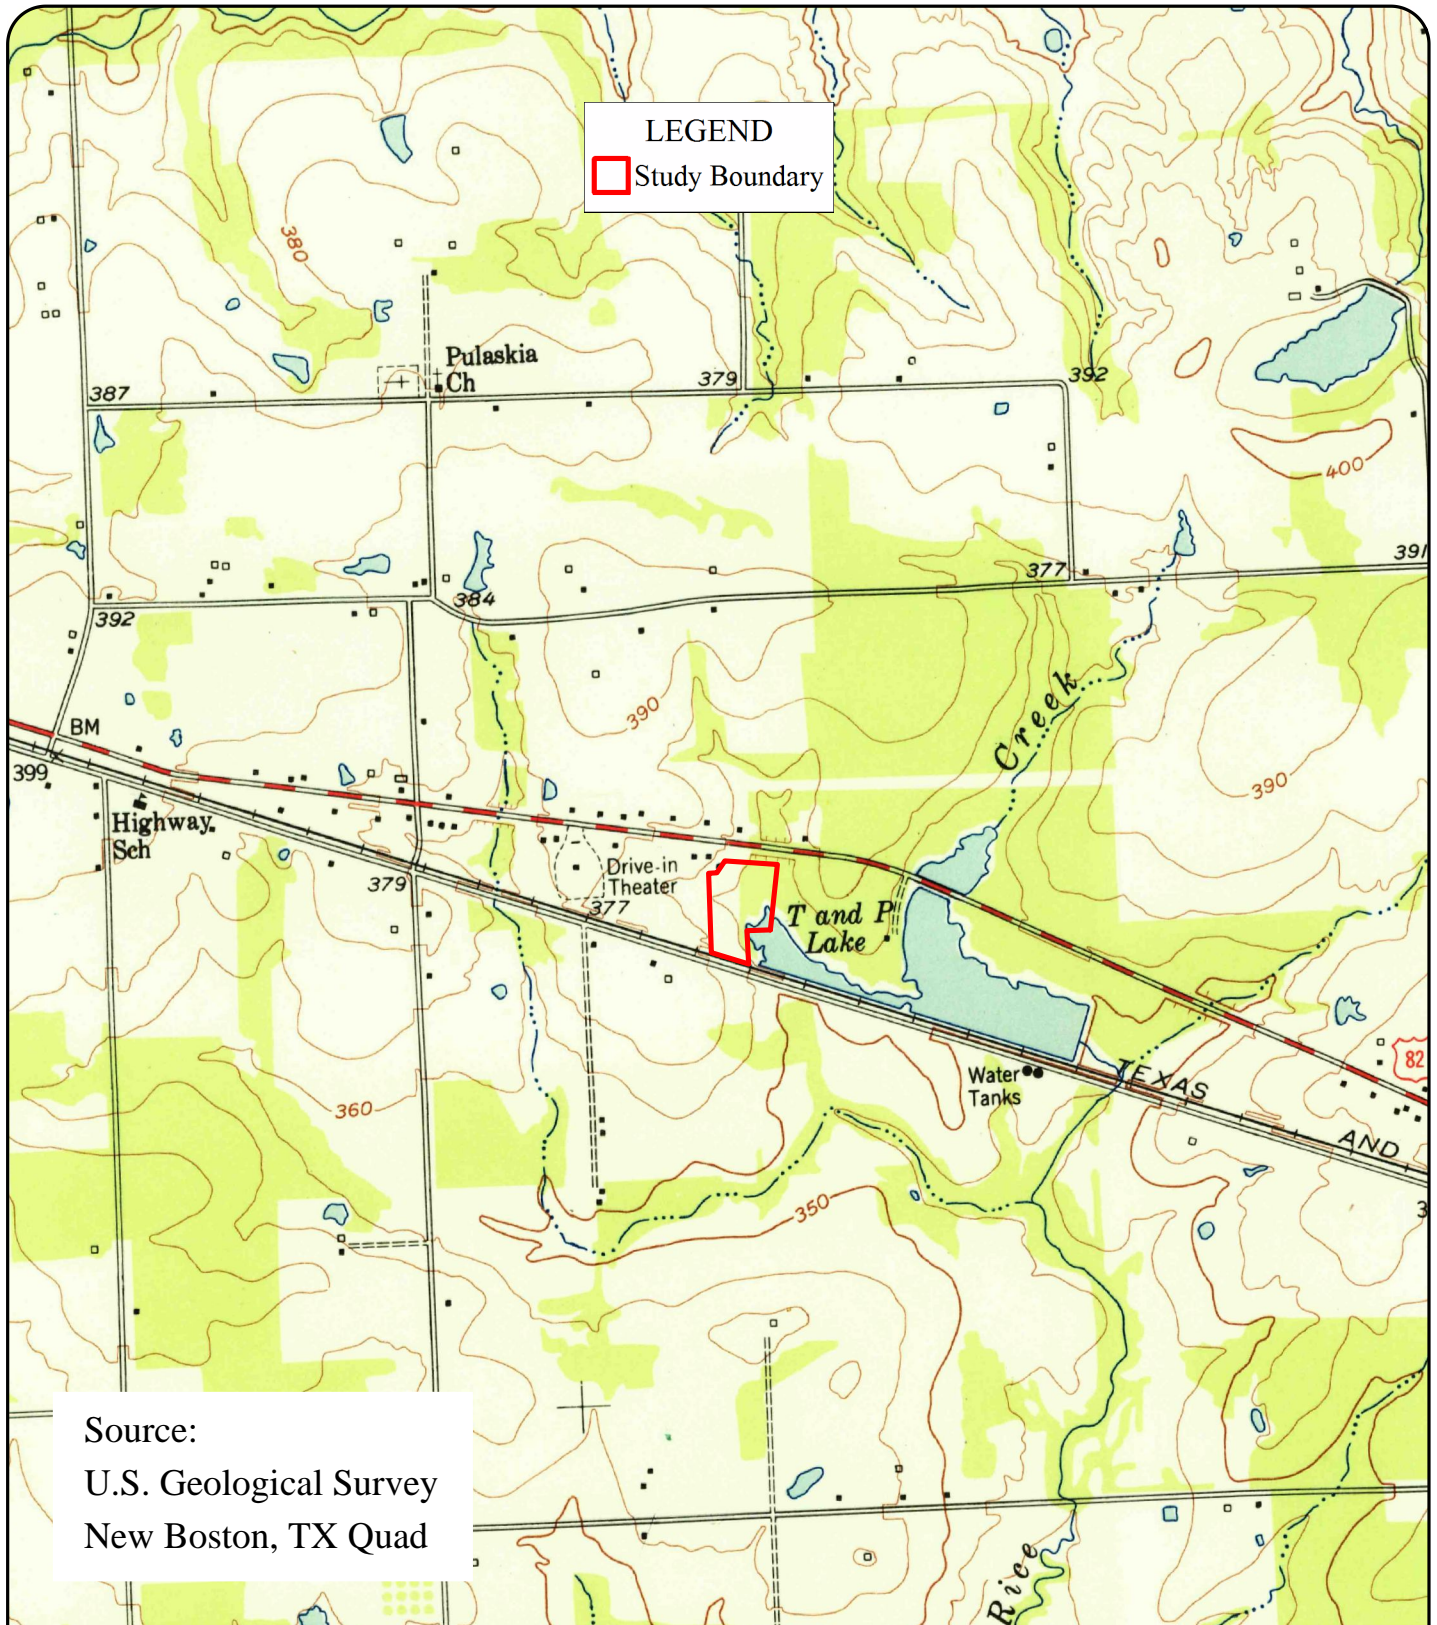 LEGEND
Study Boundary
380
Pulaskia
Ch
387
379
392
400
391
377
384
392
Creek
390
BM
399
390
Highway
Sch
Drive-in
Theater
379
377
T and P
Lake
82
Water
Tanks
TEXAS
AND
360
350
3
Source:
U.S. Geological Survey
New Boston, TX Quad
Rice